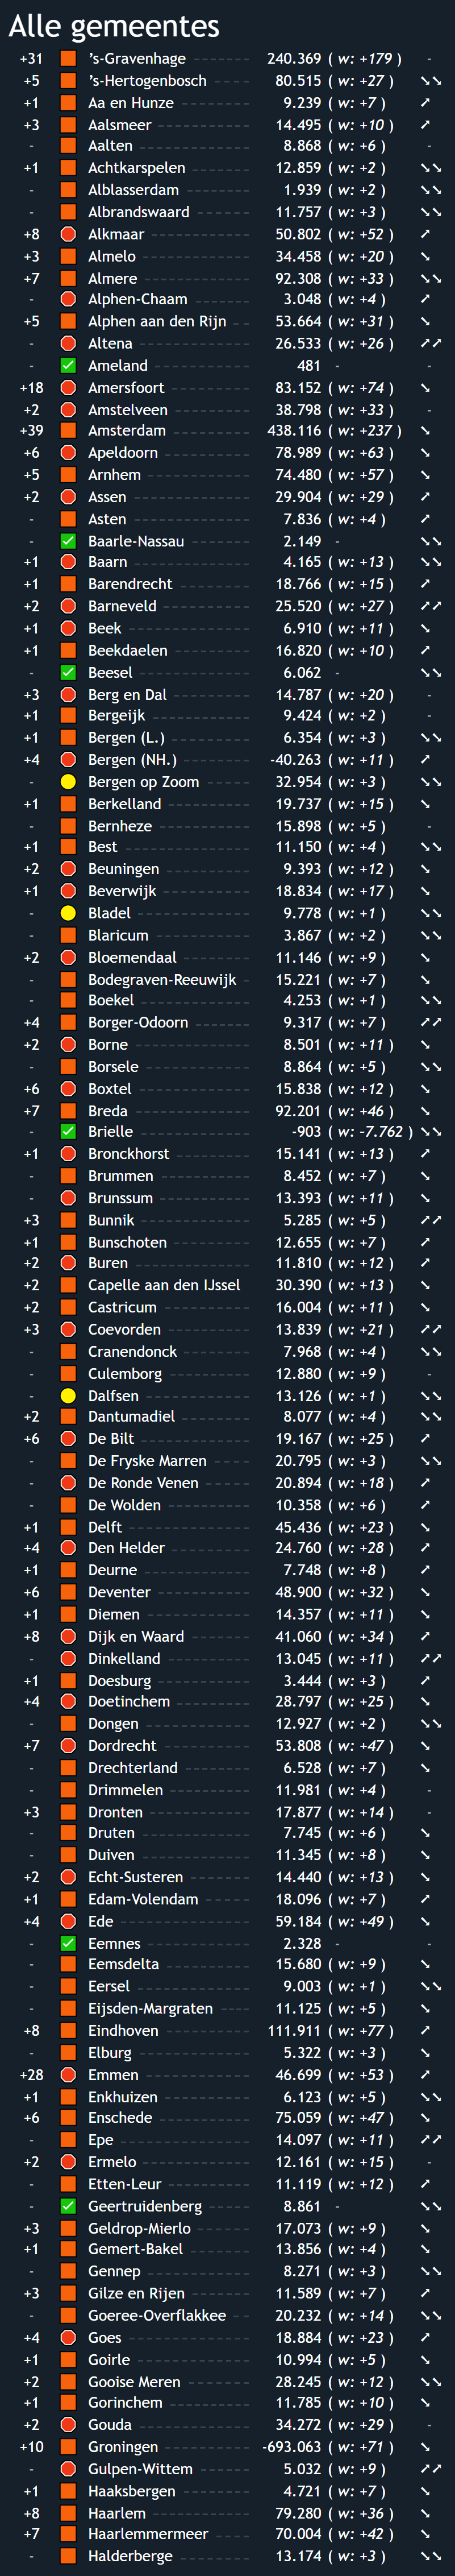 Alle gemeentes
+31 ’s-Gravenhage 240.369 ( w: +179 ) -
+5 ’s-Hertogenbosch 80.515 ( w: +27 ) ➘➘
+1 Aa en Hunze 9.239 ( w: +7 ) ➚
+3 Aalsmeer 14.495 ( w: +10 ) ➚
- Aalten 8.868 ( w: +6 ) -
+1 Achtkarspelen 12.859 ( w: +2 ) ➘➘
- Alblasserdam 1.939 ( w: +2 ) ➘➘
- Albrandswaard 11.757 ( w: +3 ) ➘➘
+8 Alkmaar 50.802 ( w: +52 ) ➚
+3 Almelo 34.458 ( w: +20 ) ➘
+7 Almere 92.308 ( w: +33 ) ➘➘
- Alphen-Chaam 3.048 ( w: +4 ) ➚
+5 Alphen aan den Rijn 53.664 ( w: +31 ) ➘
- Altena 26.533 ( w: +26 ) ➚➚
- Ameland 481 - -
+18 Amersfoort 83.152 ( w: +74 ) ➘
+2 Amstelveen 38.798 ( w: +33 ) -
+39 Amsterdam 438.116 ( w: +237 ) ➘
+6 Apeldoorn 78.989 ( w: +63 ) ➘
+5 Arnhem 74.480 ( w: +57 ) ➘
+2 Assen 29.904 ( w: +29 ) ➚
- Asten 7.836 ( w: +4 ) ➚
- Baarle-Nassau 2.149 - ➘➘
+1 Baarn 4.165 ( w: +13 ) ➘➘
+1 Barendrecht 18.766 ( w: +15 ) ➚
+2 Barneveld 25.520 ( w: +27 ) ➚➚
+1 Beek 6.910 ( w: +11 ) ➘
+1 Beekdaelen 16.820 ( w: +10 ) ➚
- Beesel 6.062 - ➘➘
+3 Berg en Dal 14.787 ( w: +20 ) -
+1 Bergeijk 9.424 ( w: +2 ) -
+1 Bergen (L.) 6.354 ( w: +3 ) ➘➘
+4 Bergen (NH.) -40.263 ( w: +11 ) ➚
- Bergen op Zoom 32.954 ( w: +3 ) ➘➘
+1 Berkelland 19.737 ( w: +15 ) ➘
- Bernheze 15.898 ( w: +5 ) -
+1 Best 11.150 ( w: +4 ) ➘➘
+2 Beuningen 9.393 ( w: +12 ) ➘
+1 Beverwijk 18.834 ( w: +17 ) ➘
- Bladel 9.778 ( w: +1 ) ➘➘
- Blaricum 3.867 ( w: +2 ) ➘➘
+2 Bloemendaal 11.146 ( w: +9 ) ➘
- Bodegraven-Reeuwijk 15.221 ( w: +7 ) ➘
- Boekel 4.253 ( w: +1 ) ➘➘
+4 Borger-Odoorn 9.317 ( w: +7 ) ➚➚
+2 Borne 8.501 ( w: +11 ) ➘
- Borsele 8.864 ( w: +5 ) ➘➘
+6 Boxtel 15.838 ( w: +12 ) ➘
+7 Breda 92.201 ( w: +46 ) ➘
- Brielle -903 ( w: -7.762 ) ➘➘
+1 Bronckhorst 15.141 ( w: +13 ) ➚
- Brummen 8.452 ( w: +7 ) ➘
- Brunssum 13.393 ( w: +11 ) ➘
+3 Bunnik 5.285 ( w: +5 ) ➚➚
+1 Bunschoten 12.655 ( w: +7 ) ➚
+2 Buren 11.810 ( w: +12 ) ➚
+2 Capelle aan den IJssel 30.390 ( w: +13 ) ➘
+2 Castricum 16.004 ( w: +11 ) ➘
+3 Coevorden 13.839 ( w: +21 ) ➚➚
- Cranendonck 7.968 ( w: +4 ) ➘➘
- Culemborg 12.880 ( w: +9 ) -
- Dalfsen 13.126 ( w: +1 ) ➘➘
+2 Dantumadiel 8.077 ( w: +4 ) ➘➘
+6 De Bilt 19.167 ( w: +25 ) ➚
- De Fryske Marren 20.795 ( w: +3 ) ➘➘
- De Ronde Venen 20.894 ( w: +18 ) ➚
- De Wolden 10.358 ( w: +6 ) ➚
+1 Delft 45.436 ( w: +23 ) ➘
+4 Den Helder 24.760 ( w: +28 ) ➚
+1 Deurne 7.748 ( w: +8 ) ➚
+6 Deventer 48.900 ( w: +32 ) ➘
+1 Diemen 14.357 ( w: +11 ) ➘
+8 Dijk en Waard 41.060 ( w: +34 ) ➚
- Dinkelland 13.045 ( w: +11 ) ➚➚
+1 Doesburg 3.444 ( w: +3 ) ➚
+4 Doetinchem 28.797 ( w: +25 ) ➘
- Dongen 12.927 ( w: +2 ) ➘➘
+7 Dordrecht 53.808 ( w: +47 ) ➘
- Drechterland 6.528 ( w: +7 ) ➘
- Drimmelen 11.981 ( w: +4 ) -
+3 Dronten 17.877 ( w: +14 ) -
- Druten 7.745 ( w: +6 ) ➘
- Duiven 11.345 ( w: +8 ) ➘
+2 Echt-Susteren 14.440 ( w: +13 ) ➘
+1 Edam-Volendam 18.096 ( w: +7 ) ➚
+4 Ede 59.184 ( w: +49 ) ➘
- Eemnes 2.328 - -
- Eemsdelta 15.680 ( w: +9 ) ➘
- Eersel 9.003 ( w: +1 ) ➘➘
- Eijsden-Margraten 11.125 ( w: +5 ) ➘
+8 Eindhoven 111.911 ( w: +77 ) ➚
- Elburg 5.322 ( w: +3 ) ➘
+28 Emmen 46.699 ( w: +53 ) ➚
+1 Enkhuizen 6.123 ( w: +5 ) ➘➘
+6 Enschede 75.059 ( w: +47 ) ➘
- Epe 14.097 ( w: +11 ) ➚➚
+2 Ermelo 12.161 ( w: +15 ) -
- Etten-Leur 11.119 ( w: +12 ) ➚
- Geertruidenberg 8.861 - ➘➘
+3 Geldrop-Mierlo 17.073 ( w: +9 ) ➘
+1 Gemert-Bakel 13.856 ( w: +4 ) ➘
- Gennep 8.271 ( w: +3 ) ➘➘
+3 Gilze en Rijen 11.589 ( w: +7 ) ➚
- Goeree-Overflakkee 20.232 ( w: +14 ) ➘➘
+4 Goes 18.884 ( w: +23 ) ➚
+1 Goirle 10.994 ( w: +5 ) ➘
+2 Gooise Meren 28.245 ( w: +12 ) ➘➘
+1 Gorinchem 11.785 ( w: +10 ) ➘
+2 Gouda 34.272 ( w: +29 ) -
+10 Groningen -693.063 ( w: +71 ) ➘
- Gulpen-Wittem 5.032 ( w: +9 ) ➚➚
+1 Haaksbergen 4.721 ( w: +7 ) ➘
+8 Haarlem 79.280 ( w: +36 ) ➘
+7 Haarlemmermeer 70.004 ( w: +42 ) ➘
- Halderberge 13.174 ( w: +3 ) ➘➘